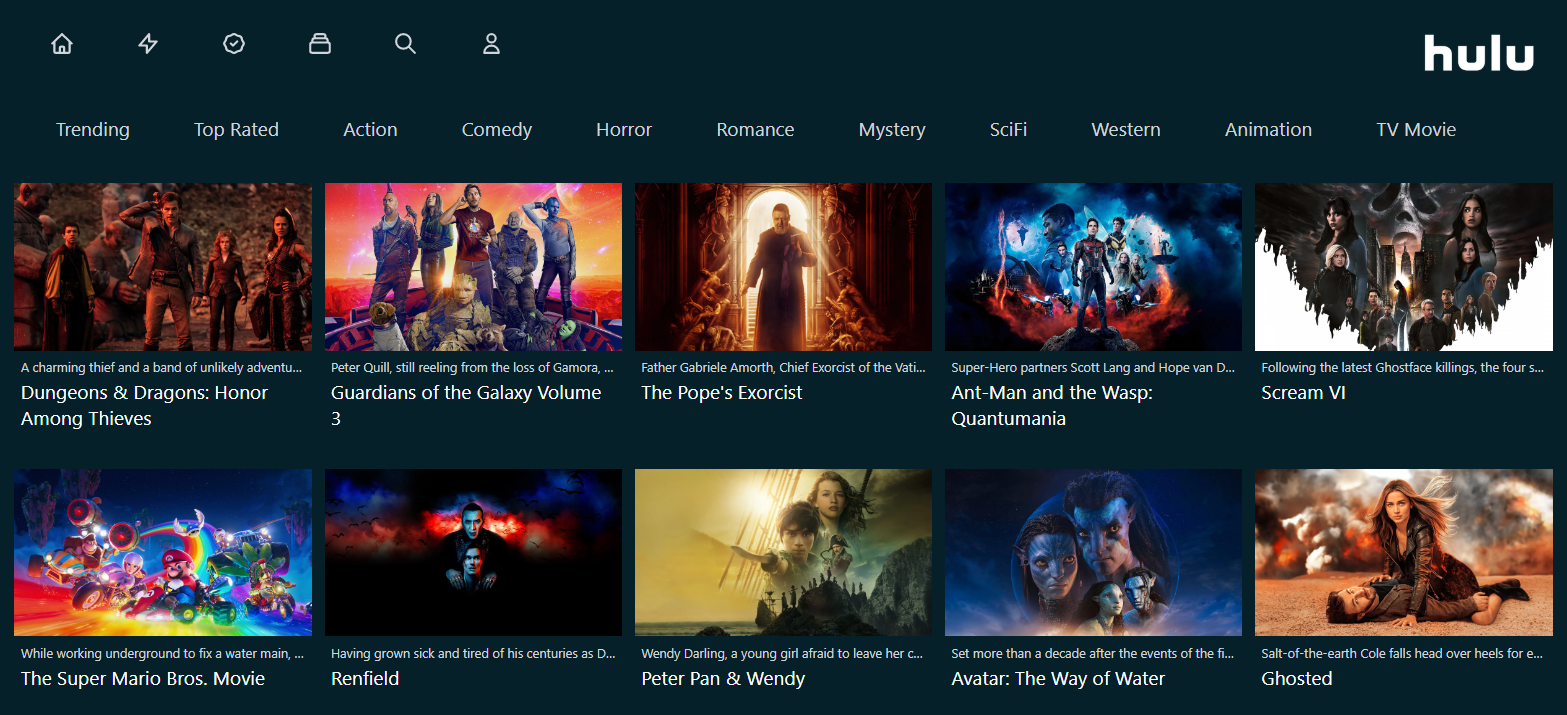 hulu
Trending
Top Rated
Action
Comedy
Horror
Romance
Mystery
SciFi
Western
Animation
TV Movie
A charming thief and a band of unlikely adventu...
Dungeons & Dragons: Honor
Among Thieves
Peter Quill, still reeling from the loss of Gamora, ...
Guardians of the Galaxy Volume
3
Father Gabriele Amorth, Chief Exorcist of the Vati...
The Pope's Exorcist
Super-Hero partners Scott Lang and Hope van D...
Ant-Man and the Wasp:
Quantumania
Following the latest Ghostface killings, the four s...
Scream VI
While working underground to fix a water main, ...
The Super Mario Bros. Movie
Having grown sick and tired of his centuries as D...
Renfield
Wendy Darling, a young girl afraid to leave her c...
Peter Pan & Wendy
Set more than a decade after the events of the fi...
Avatar: The Way of Water
Salt-of-the-earth Cole falls head over heels for e...
Ghosted